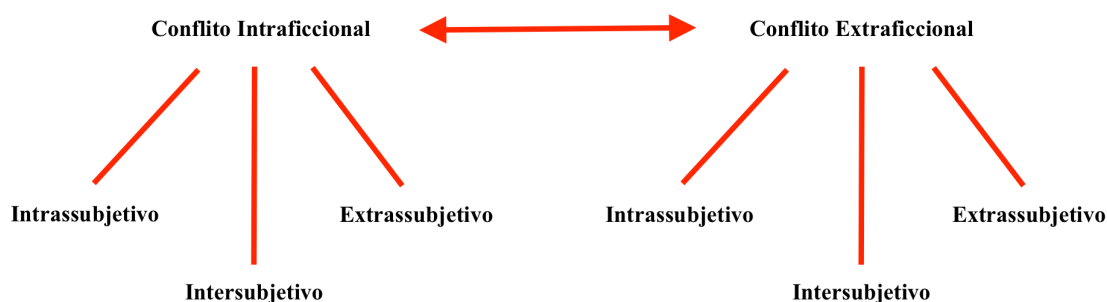 Conflito Intraficcional
Conflito Extraficcional
Intrassubjetivo
Extrassubjetivo
Intrassubjetivo
Extrassubjetivo
Intersubjetivo
Intersubjetivo